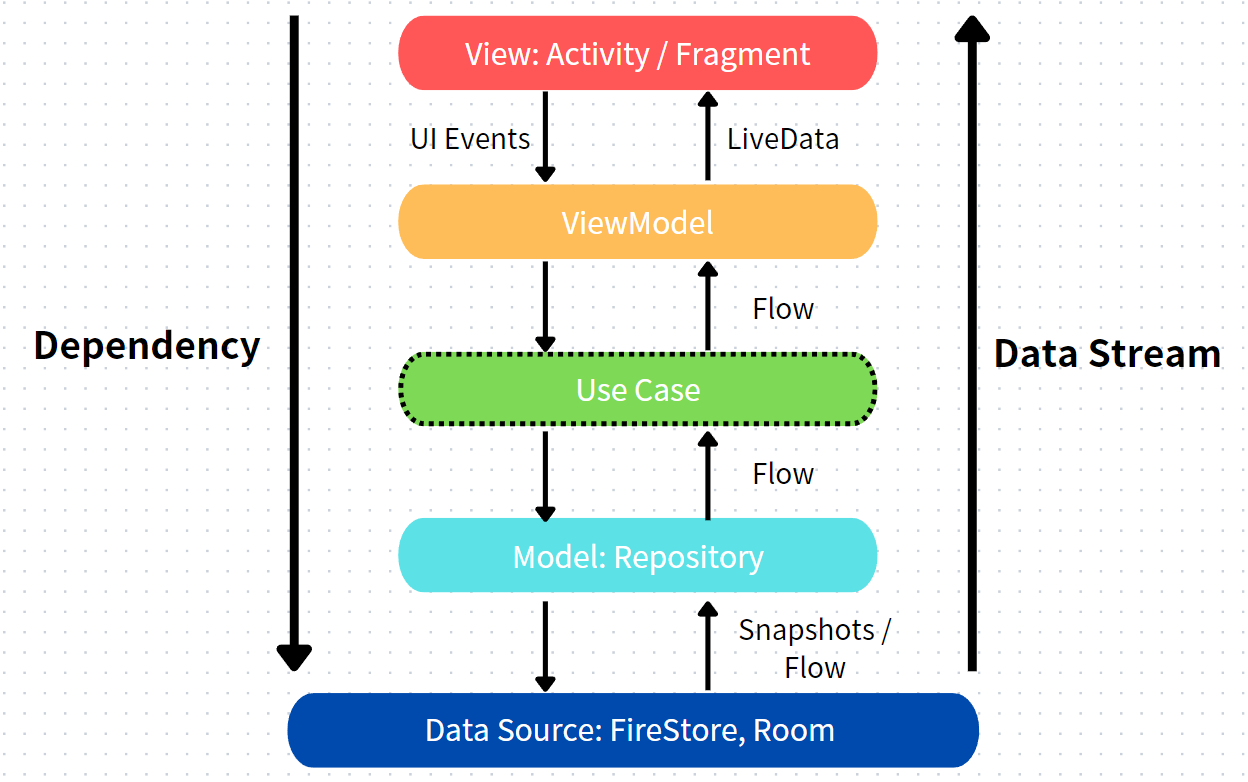 View: Activity / Fragment
UI Events
LiveData
ViewModel
Flow
Dependency
Data Stream
Use Case
Flow
Model: Repository
Snapshots /
Flow
Data Source: FireStore, Room